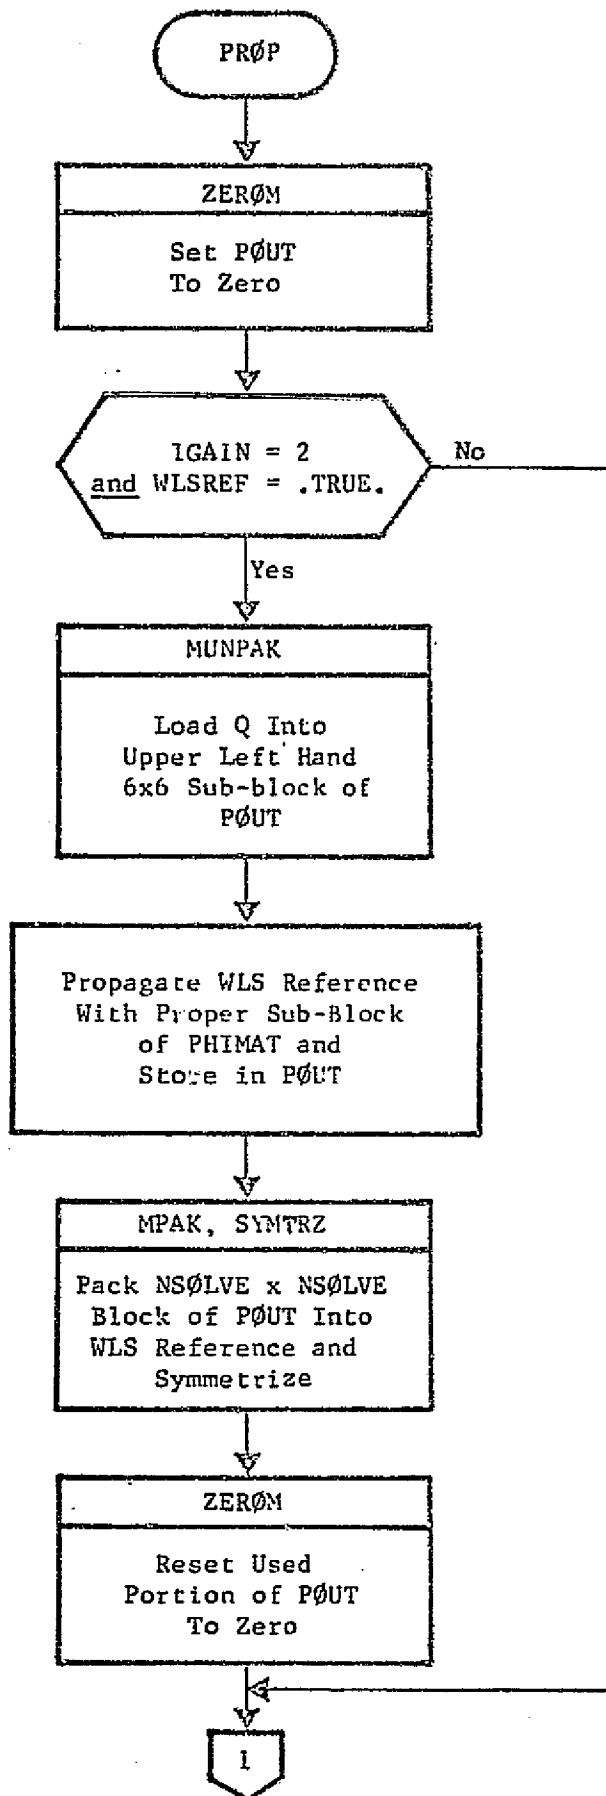 PRØP
ZERØM
Set PØUT
To Zero
IGAIN = 2
and WLSREF = .TRUE.
No
Yes
MUNPAK
Load Q Into
Upper Left Hand
6x6 Sub-block of
PØUT
Propagate WLS Reference
With Proper Sub-Block
of PHIMAT and
Store in PØUT
MPAK, SYMTRZ
Pack NSØLVE x NSØLVE
Block of PØUT Into
WLS Reference and
Symmetrize
ZERØM
Reset Used
Portion of PØUT
To Zero
1